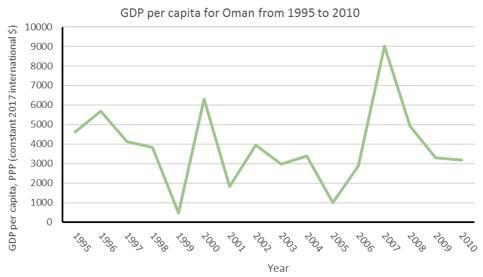 GDP per capita for Oman from 1995 to 2010
GDP per capita, PPP (constant 2017 international $)
10000
9000
8000
7000
6000
5000
4000
3000
2000
1000
0
1995 1996 1997 1998 1999 2000 2001 2002 2003 2004 2005 2006 2007 2008 2009 2010
Year